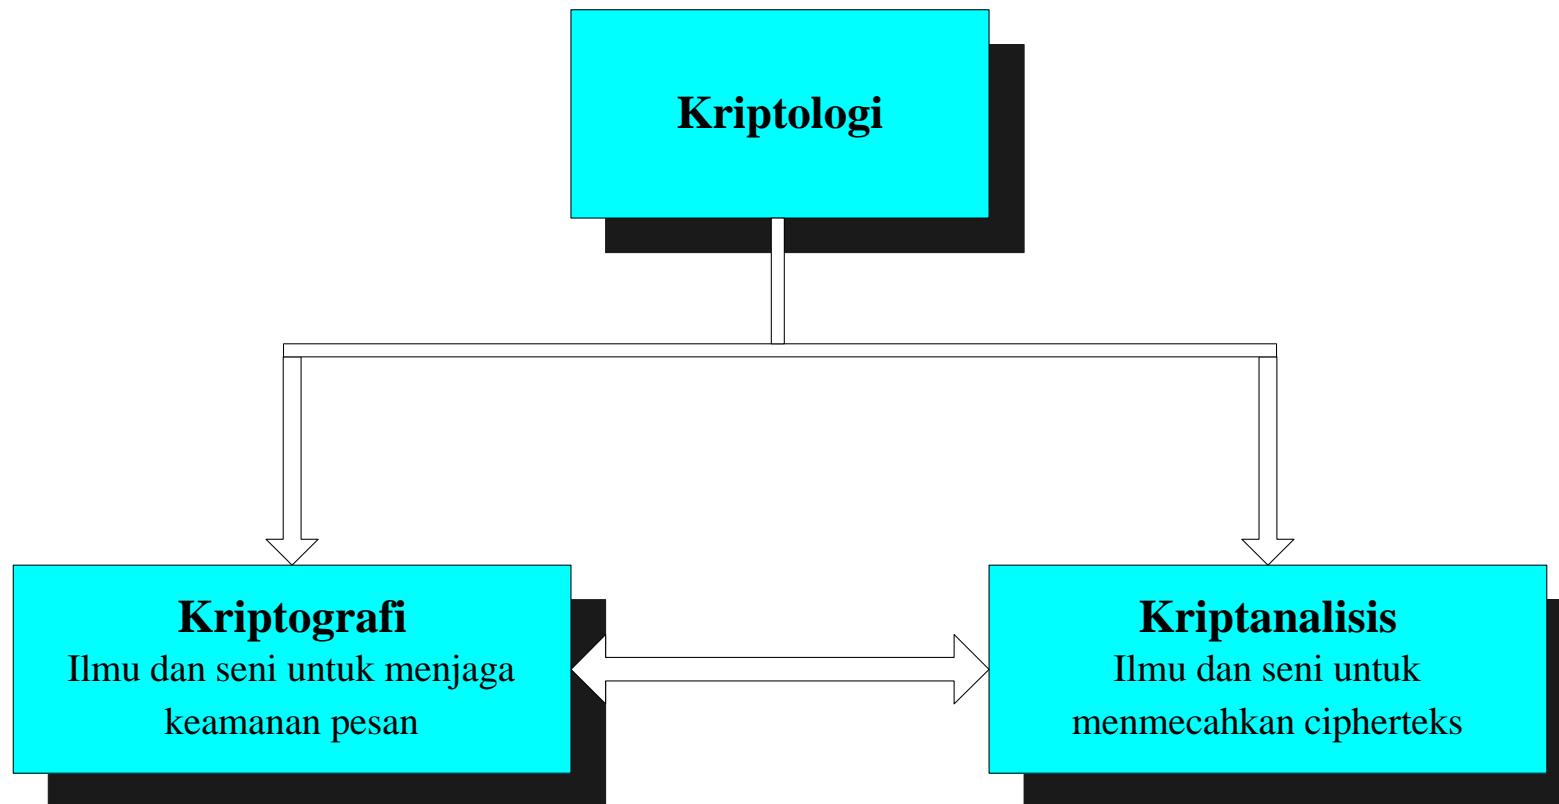 Kriptologi
Kriptografi
Ilmu dan seni untuk menjaga
keamanan pesan
Kriptanalisis
Ilmu dan seni untuk
menmecahkan cipherteks